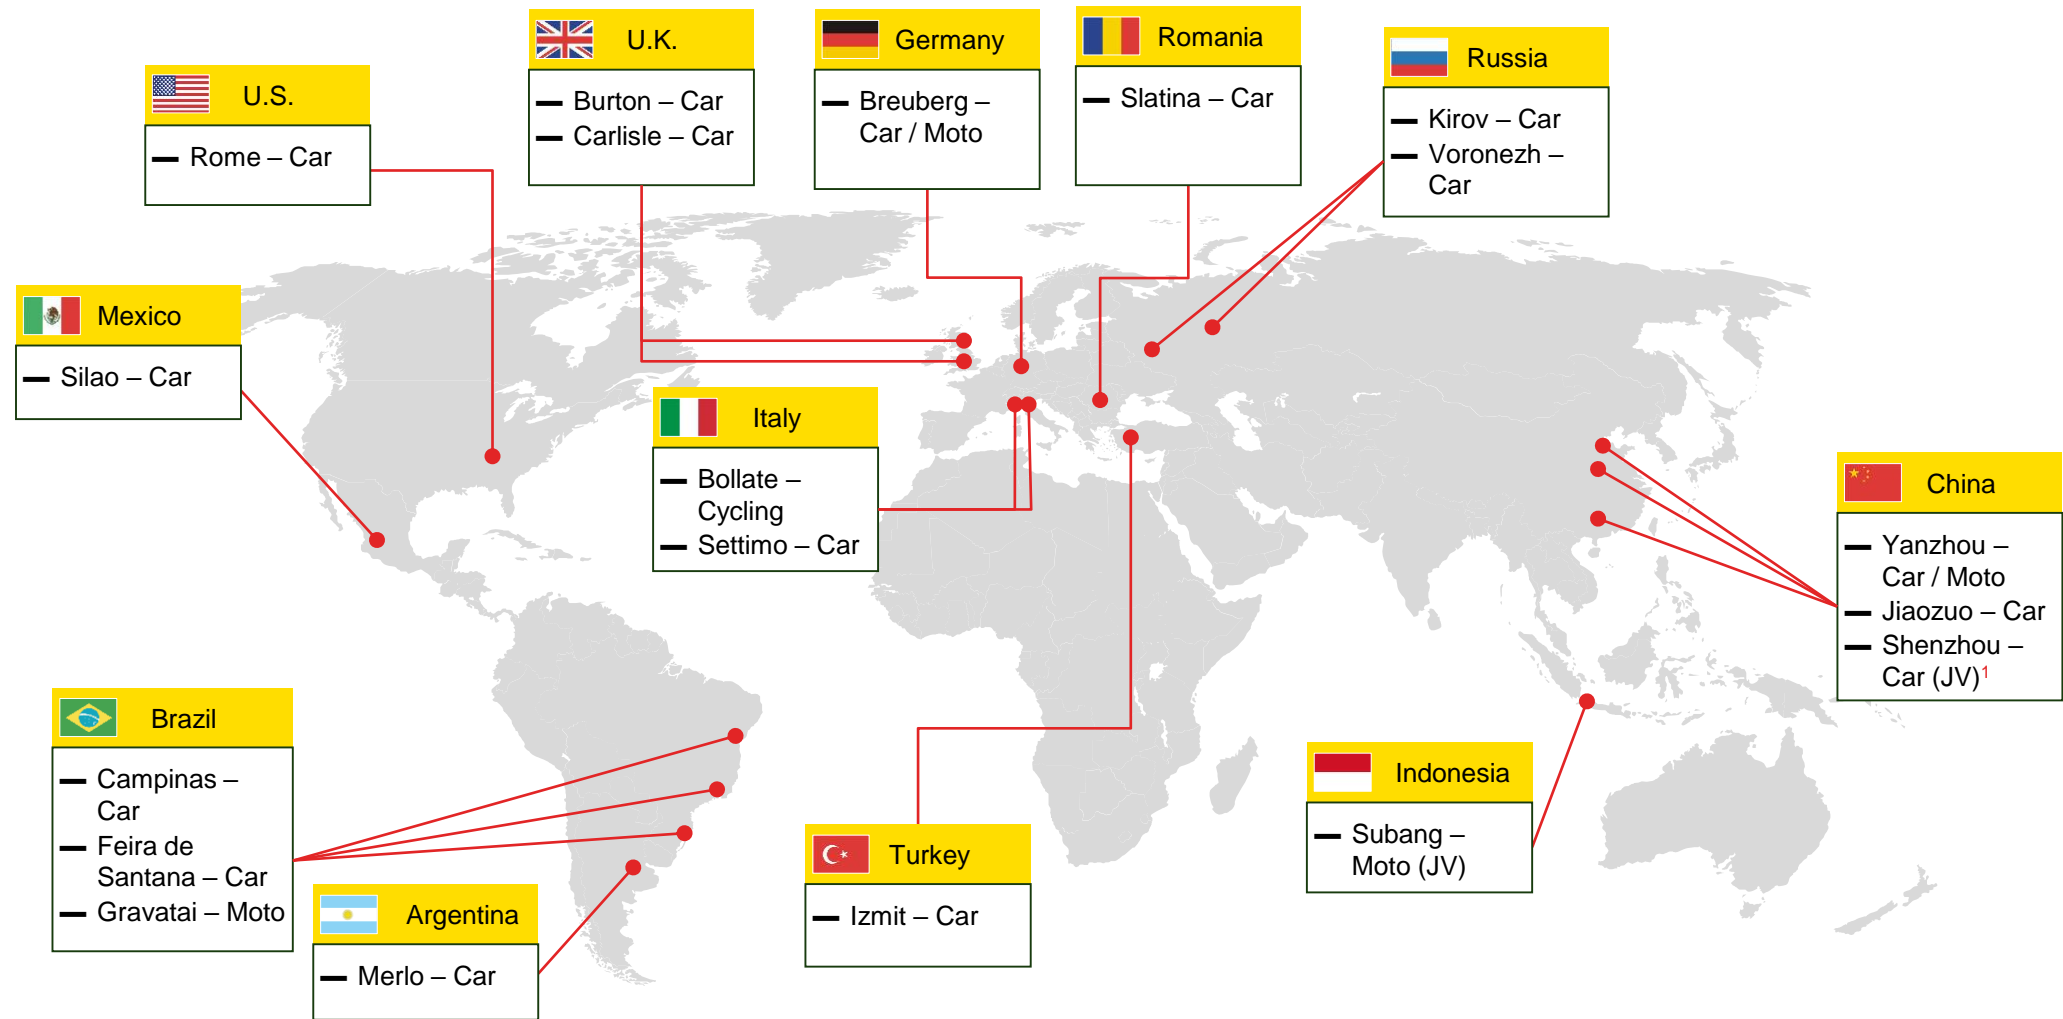 U.S.
Rome – Car
U.K.
Burton – Car
Carlisle – Car
Germany
Breuberg –
Car / Moto
Romania
Slatina – Car
Russia
Kirov – Car
Voronezh –
Car
Mexico
Silao – Car
Italy
Bollate –
Cycling
Settimo – Car
China
Yanzhou –
Car / Moto
Jiaozuo – Car
Shenzhou –
Car (JV)¹
Brazil
Campinas –
Car
Feira de
Santana – Car
Gravatai – Moto
Argentina
Merlo – Car
Turkey
Izmit – Car
Indonesia
Subang –
Moto (JV)